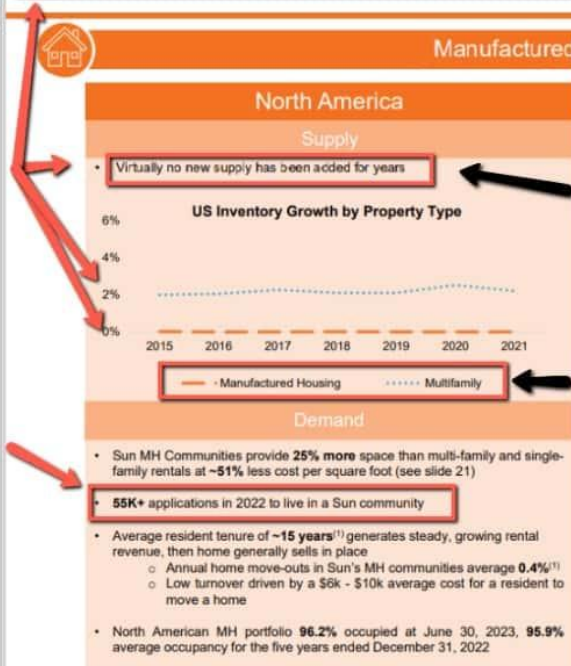 Manufactured
North America
Supply
• Virtually no new supply has been added for years
US Inventory Growth by Property Type
6%
4%
2%
0%
2015 2016 2017 2018 2019 2020 2021
Manufactured Housing Multifamily
Demand
• Sun MH Communities provide 25% more space than multi-family and single-
family rentals at ~51% less cost per square foot (see slide 21)
• 55K+ applications in 2022 to live in a Sun community
• Average resident tenure of ~15 years(1) generates steady, growing rental
revenue, then home generally sells in place
o Annual home move-outs in Sun's MH communities average 0.4%(1)
o Low turnover driven by a $6k - $10k average cost for a resident to
move a home
• North American MH portfolio 96.2% occupied at June 30, 2023, 95.9%
average occupancy for the five years ended December 31, 2022